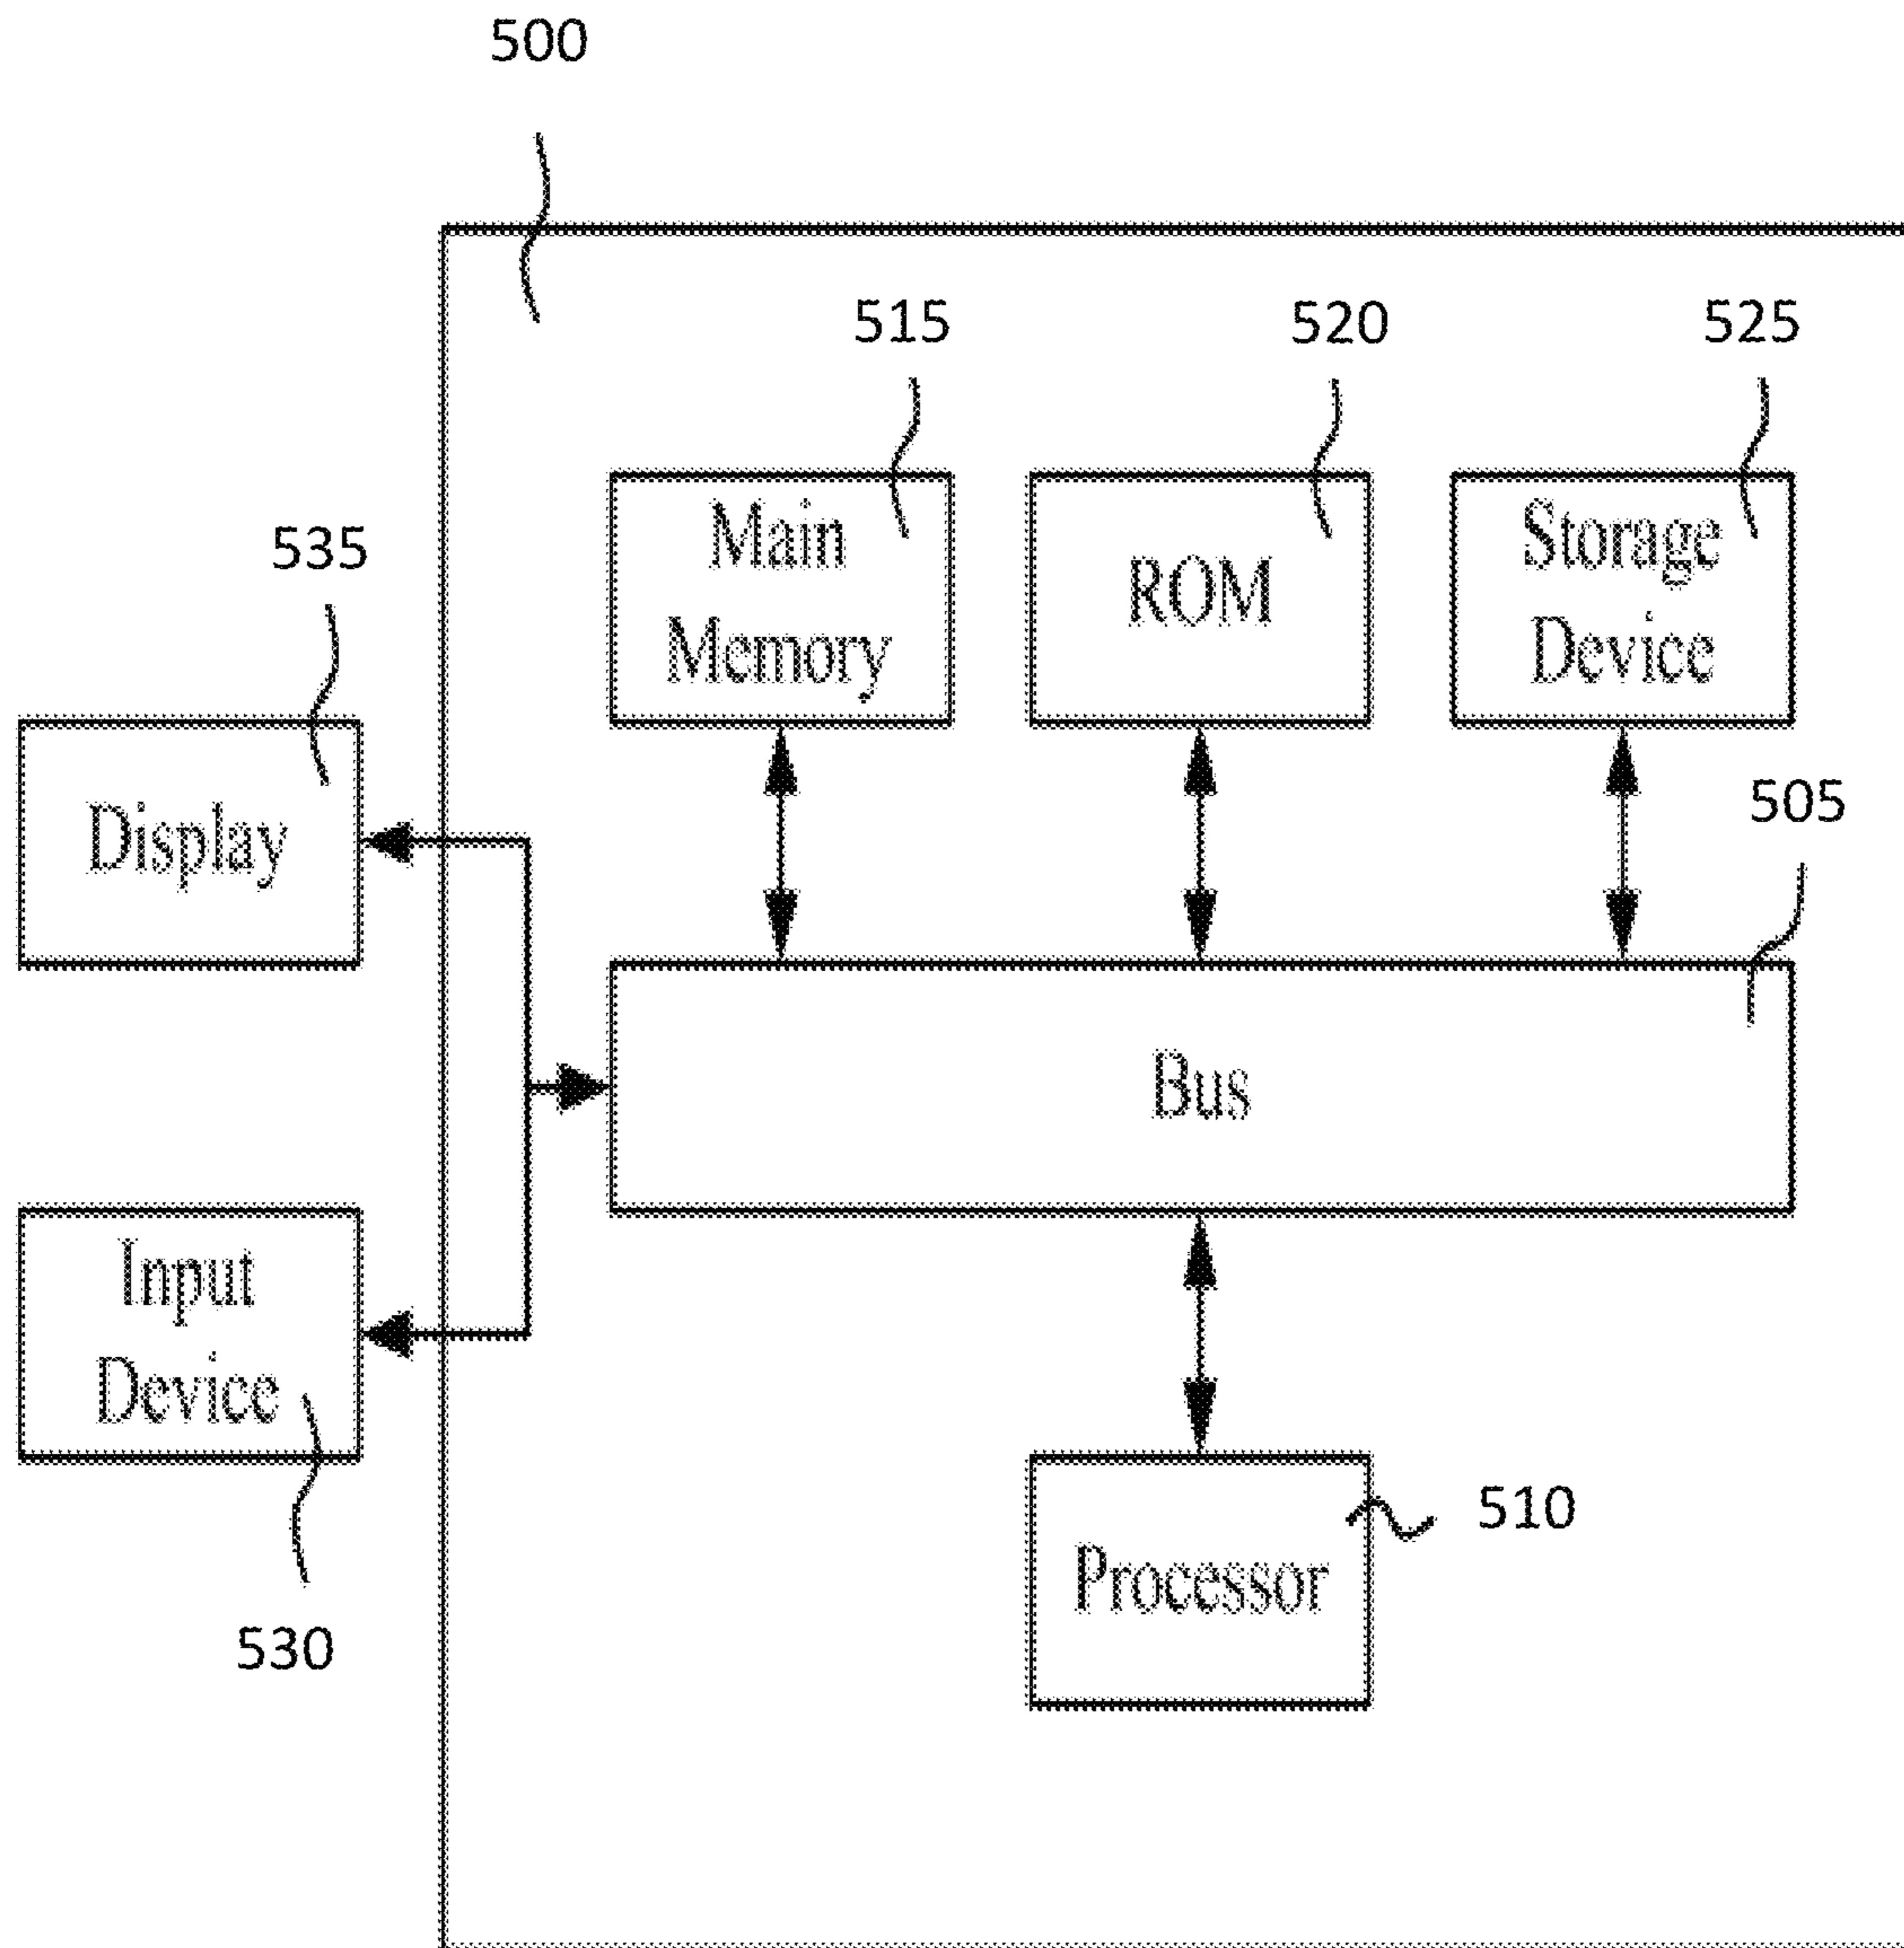 500
515
520
525
Main
Memory
ROM
Storage
Device
535
Display
505
Bus
Input
Device
530
510
Processor